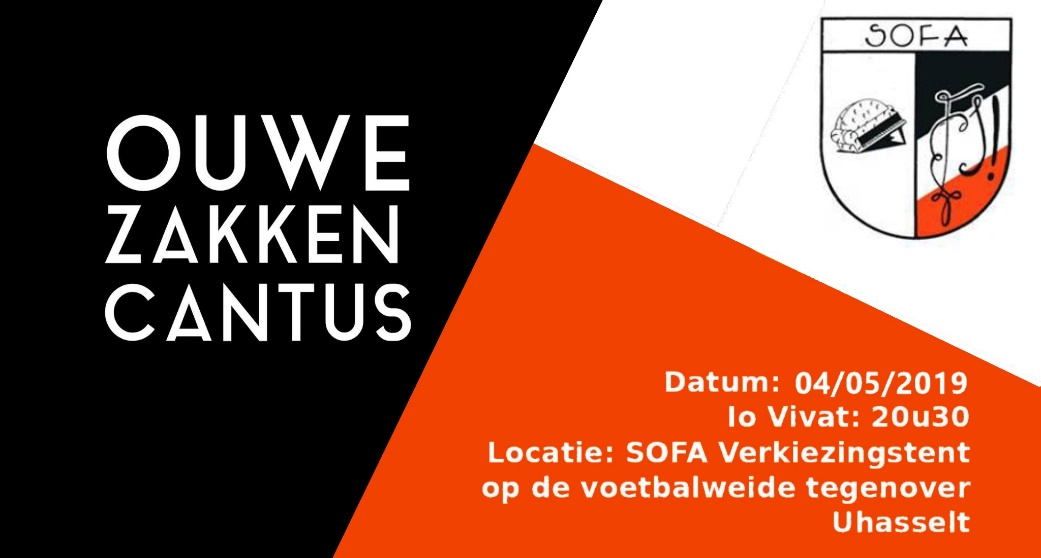 OUWE
ZAKKEN
CANTUS
SOFA
Datum: 04/05/2019
Io Vivat: 20u30
Locatie: SOFA Verkiezingstent
op de voetbalweide tegenover
Uhasselt